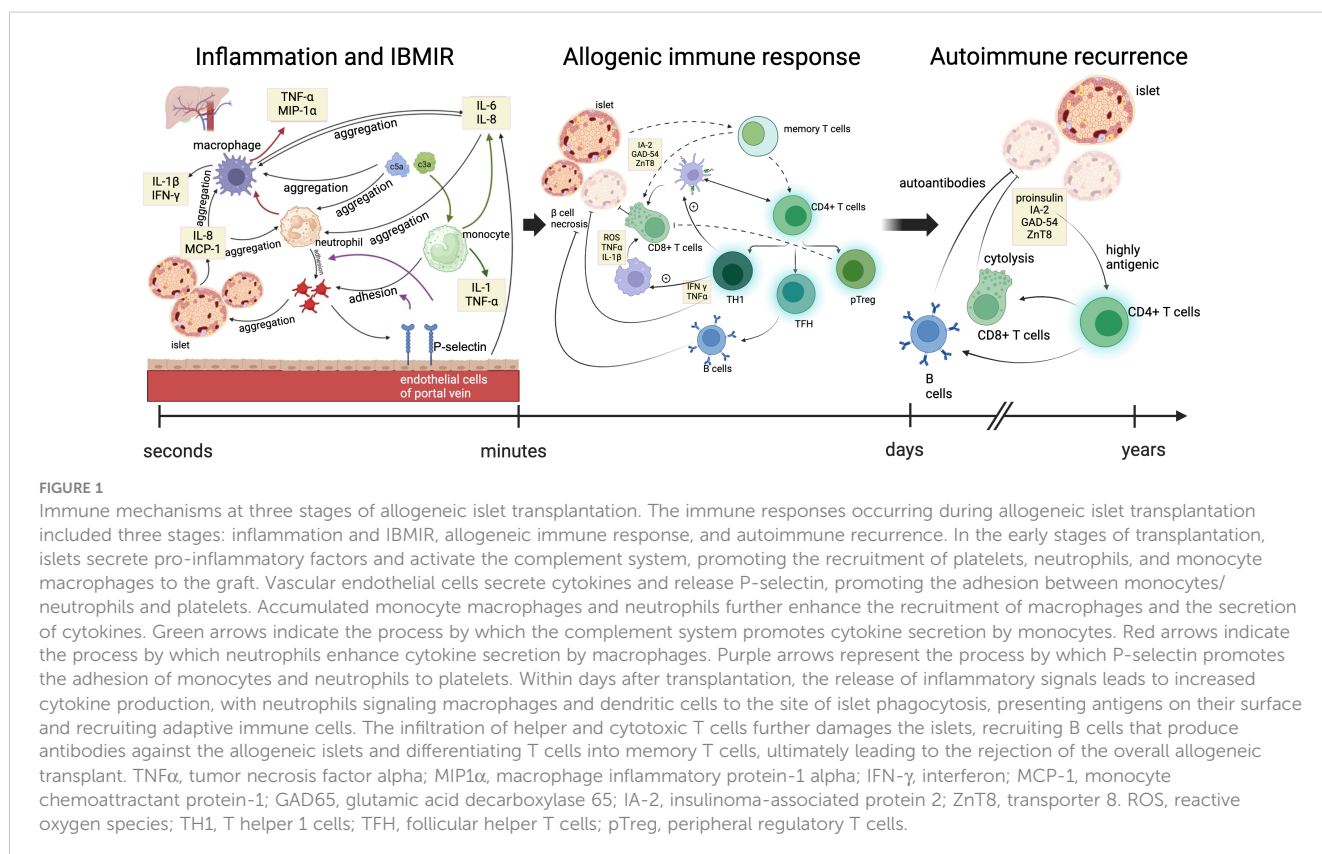 Inflammation and IBMIR
Allogenic immune response
Autoimmune recurrence
TNF-α
MIP-1α
IL-6
IL-8
aggregation
macrophage
c5a
c3a
IL-1β
IFN-γ
aggregation
aggregation
aggregation
aggregation
IL-8
MCP-1
aggregation
neutrophil
monocyte
adhesion
IL-1
TNF-α
adhesion
aggregation
islet
P-selectin
endothelial cells
of portal vein
islet
memory T cells
IA-2
GAD-54
ZnT8
CD4+ T cells
β cell
necrosis
CD8+ T cells
ROS
TNFα
IL-1β
IFN γ
TNFα
TH1
TFH
pTreg
B cells
islet
autoantibodies
proinsulin
IA-2
GAD-54
ZnT8
highly
antigenic
cytolysis
CD8+ T cells
CD4+ T cells
B
cells
seconds
minutes
days
years
FIGURE 1
Immune mechanisms at three stages of allogeneic islet transplantation. The immune responses occurring during allogeneic islet transplantation
included three stages: inflammation and IBMIR, allogeneic immune response, and autoimmune recurrence. In the early stages of transplantation,
islets secrete pro-inflammatory factors and activate the complement system, promoting the recruitment of platelets, neutrophils, and monocyte
macrophages to the graft. Vascular endothelial cells secrete cytokines and release P-selectin, promoting the adhesion between monocytes/
neutrophils and platelets. Accumulated monocyte macrophages and neutrophils further enhance the recruitment of macrophages and the secretion
of cytokines. Green arrows indicate the process by which the complement system promotes cytokine secretion by monocytes. Red arrows indicate
the process by which neutrophils enhance cytokine secretion by macrophages. Purple arrows represent the process by which P-selectin promotes
the adhesion of monocytes and neutrophils to platelets. Within days after transplantation, the release of inflammatory signals leads to increased
cytokine production, with neutrophils signaling macrophages and dendritic cells to the site of islet phagocytosis, presenting antigens on their surface
and recruiting adaptive immune cells. The infiltration of helper and cytotoxic T cells further damages the islets, recruiting B cells that produce
antibodies against the allogeneic islets and differentiating T cells into memory T cells, ultimately leading to the rejection of the overall allogeneic
transplant. TNFα, tumor necrosis factor alpha; MIP1α, macrophage inflammatory protein-1 alpha; IFN-γ, interferon; MCP-1, monocyte
chemoattractant protein-1; GAD65, glutamic acid decarboxylase 65; IA-2, insulinoma-associated protein 2; ZnT8, transporter 8. ROS, reactive
oxygen species; TH1, T helper 1 cells; TFH, follicular helper T cells; pTreg, peripheral regulatory T cells.